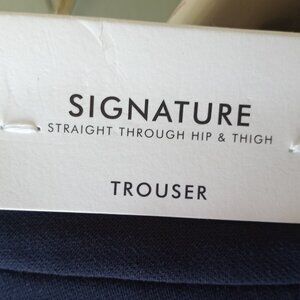 SIGNATURE
STRAIGHT THROUGH HIP & THIGH
TROUSER